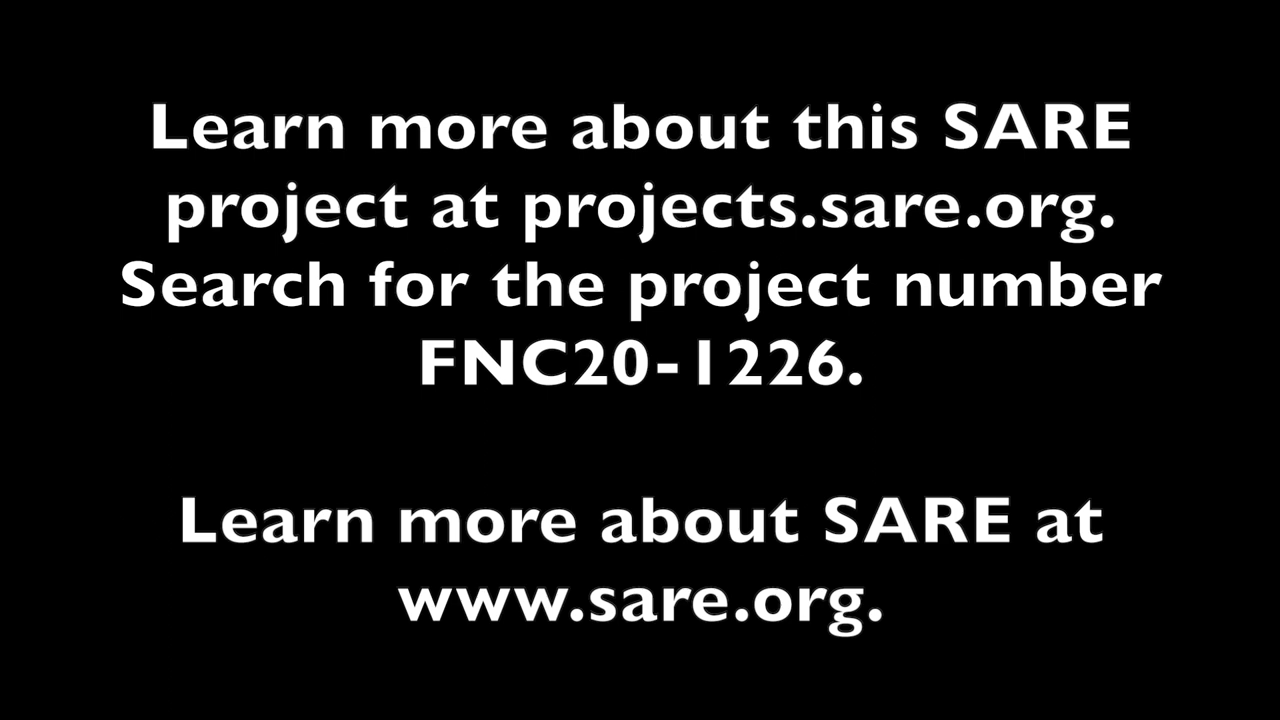 Learn more about this SARE
project at projects.sare.org.
Search for the project number
FNC20-1226.
Learn more about SARE at
www.sare.org.